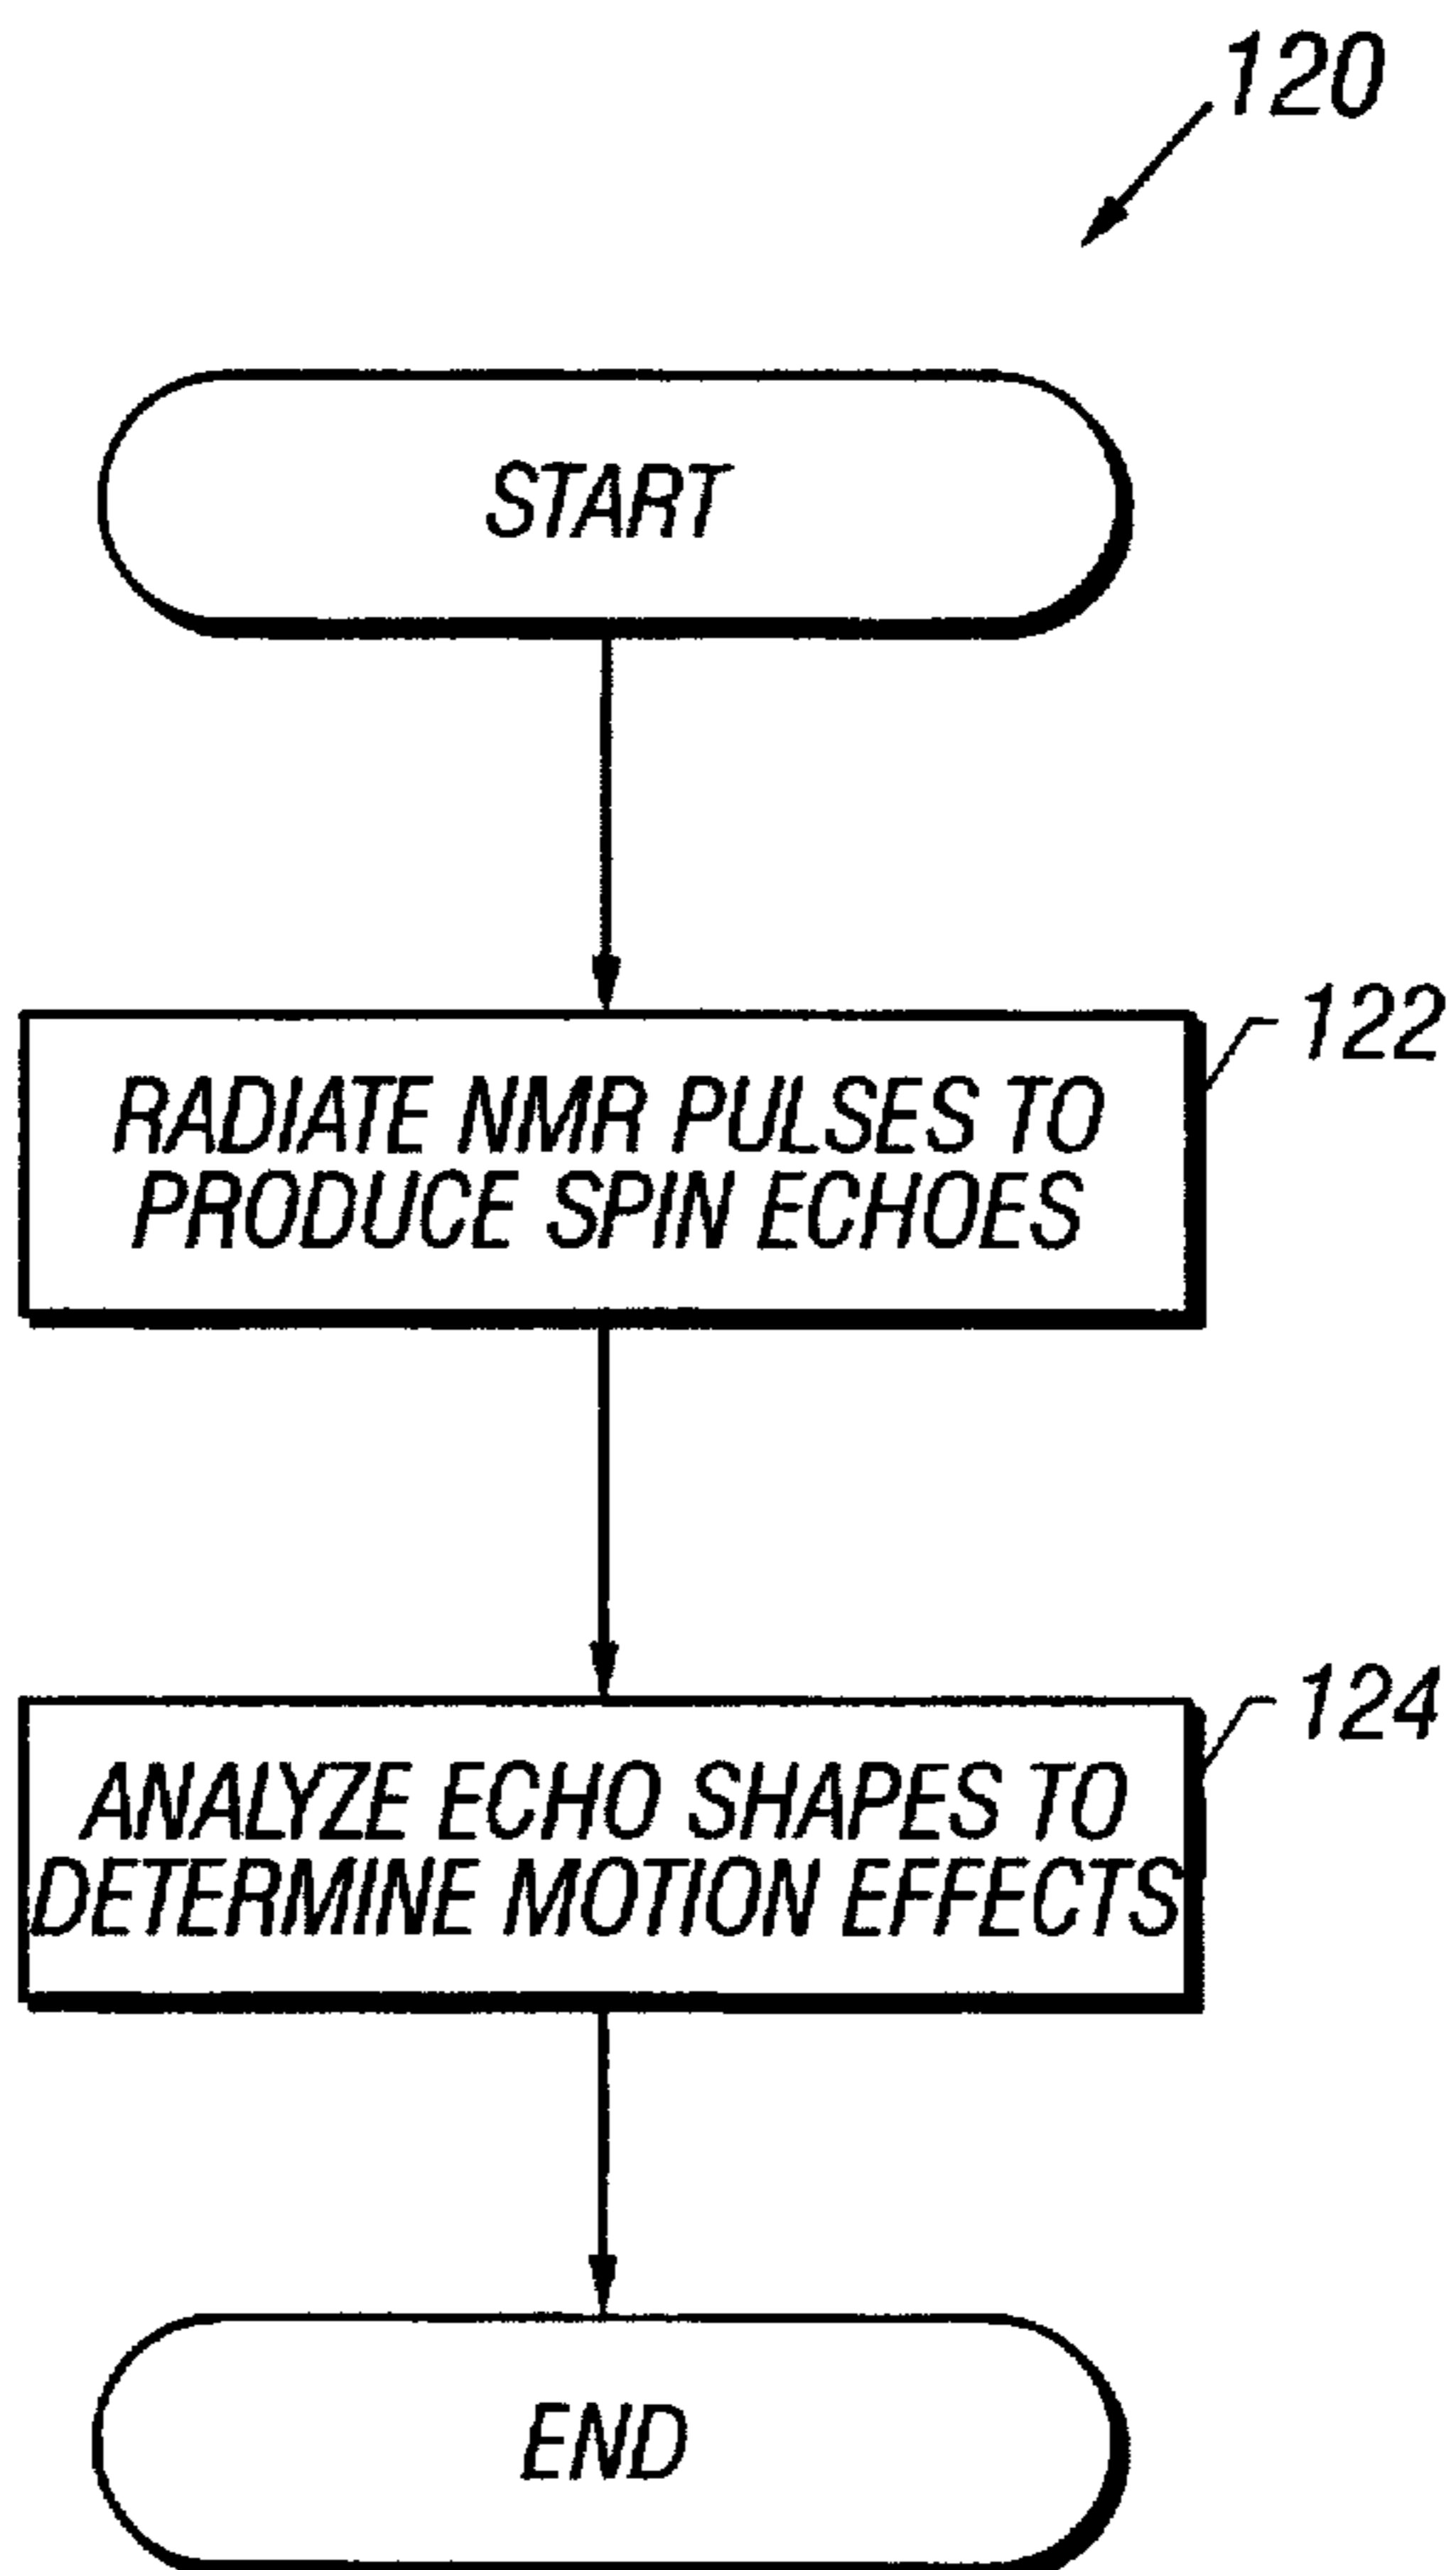 120
START
122
RADIATE NMR PULSES TO
PRODUCE SPIN ECHOES
124
ANALYZE ECHO SHAPES TO
DETERMINE MOTION EFFECTS
END